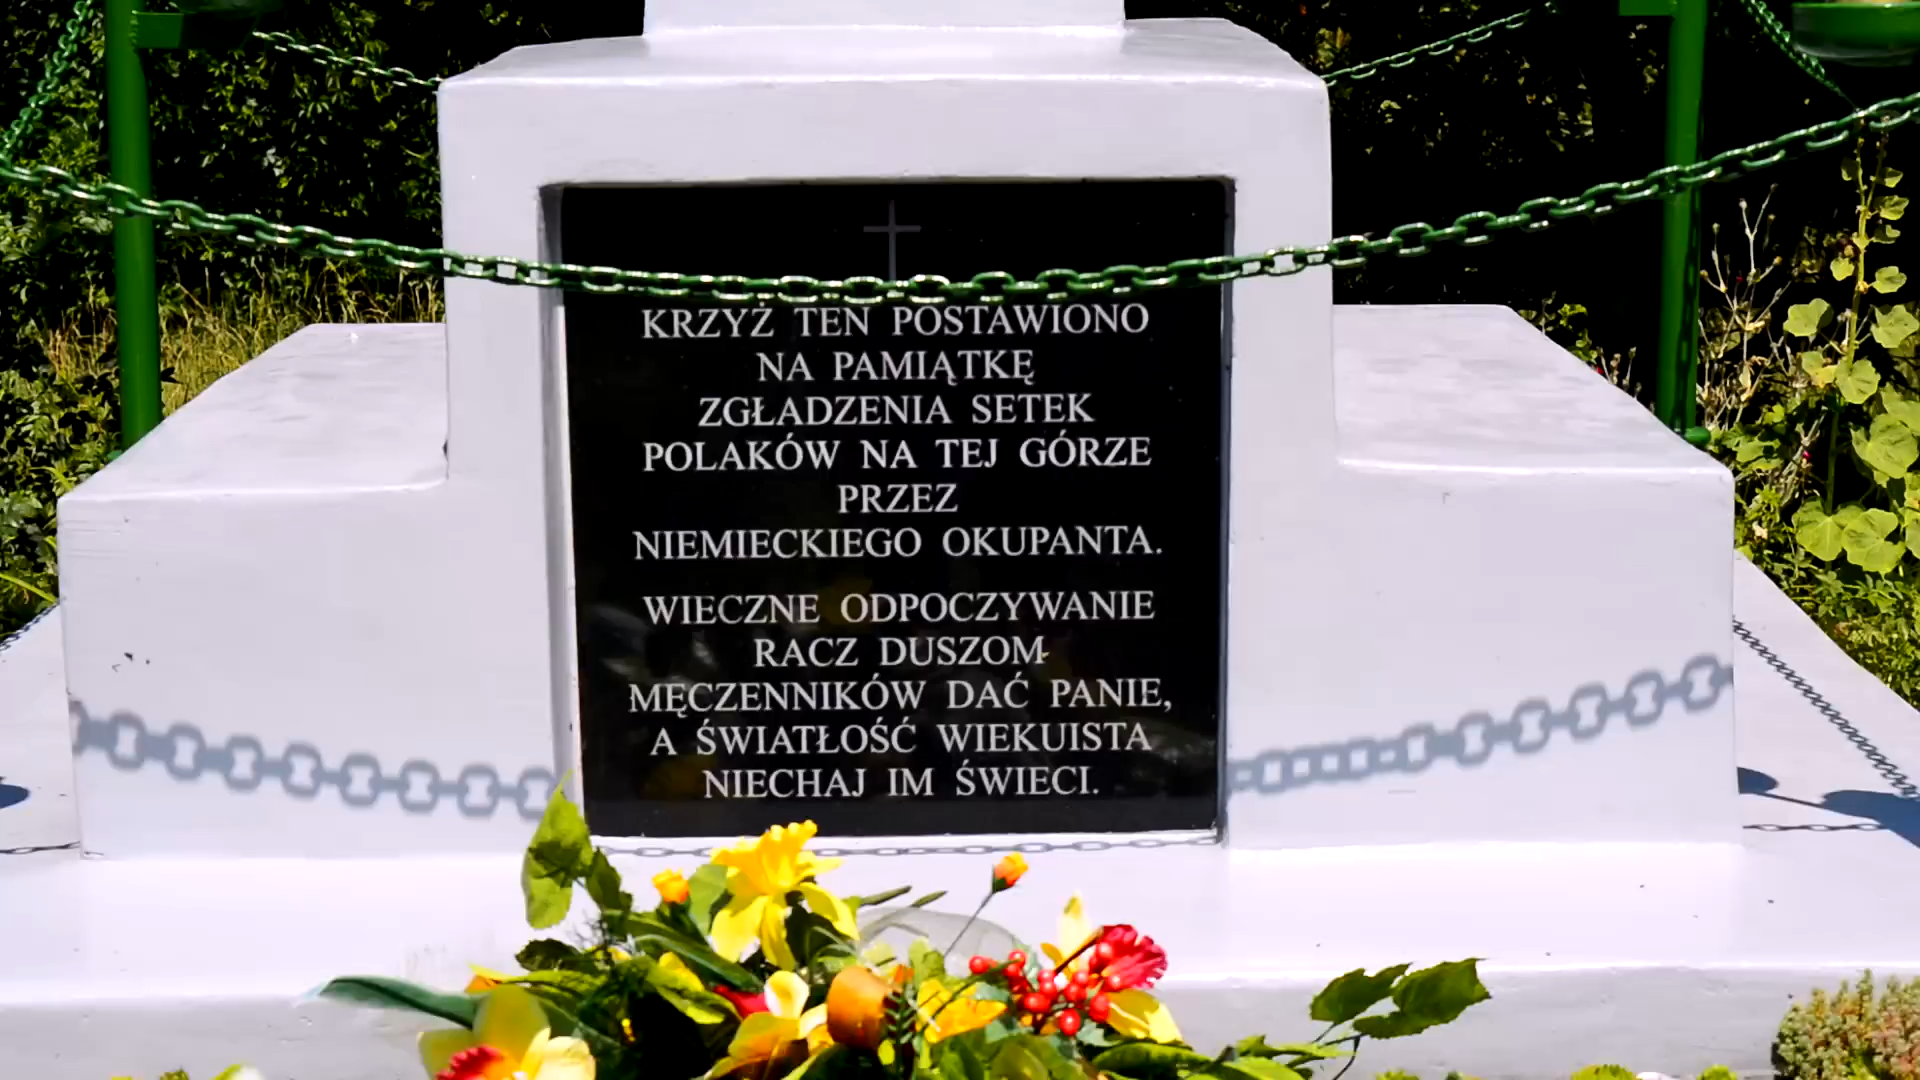 KRZYŻ TEN POSTAWIONO
NA PAMIĄTKĘ
ZGŁADZENIA SETEK
POLAKÓW NA TEJ GÓRZE
PRZEZ
NIEMIECKIEGO OKUPANTA.
WIECZNE ODPOCZYWANIE
RACZ DUSZOM
MĘCZENNIKÓW DAĆ PANIE,
A ŚWIATŁOŚĆ WIEKUISTA
NIECHAJ IM ŚWIECI.